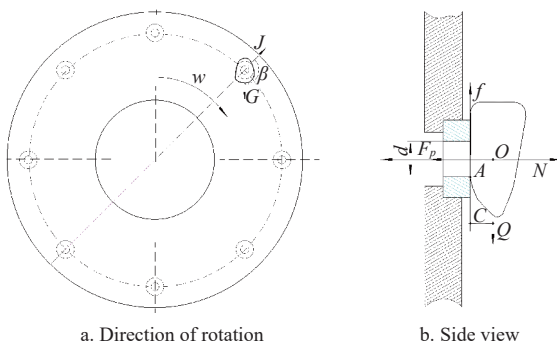 J
w
β
G
f
d
F_p
O
A
N
C
Q
a. Direction of rotation
b. Side view